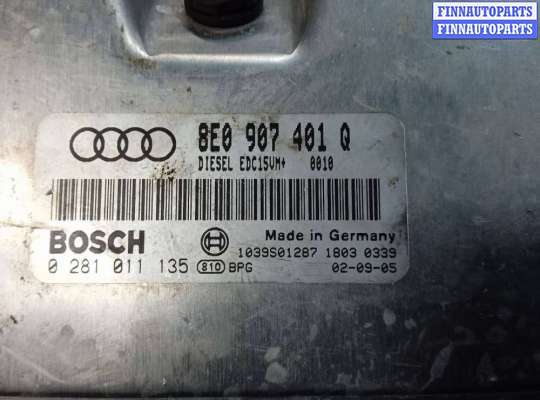 FINNAUTOPARTS
FINNAUTOPARTS
8E0 907 401 Q
DIESEL EDC15VM+ 0010
BOSCH
Made in Germany
0 281 011 135
810 BPG
1039S01287 1803 0339
02-09-05